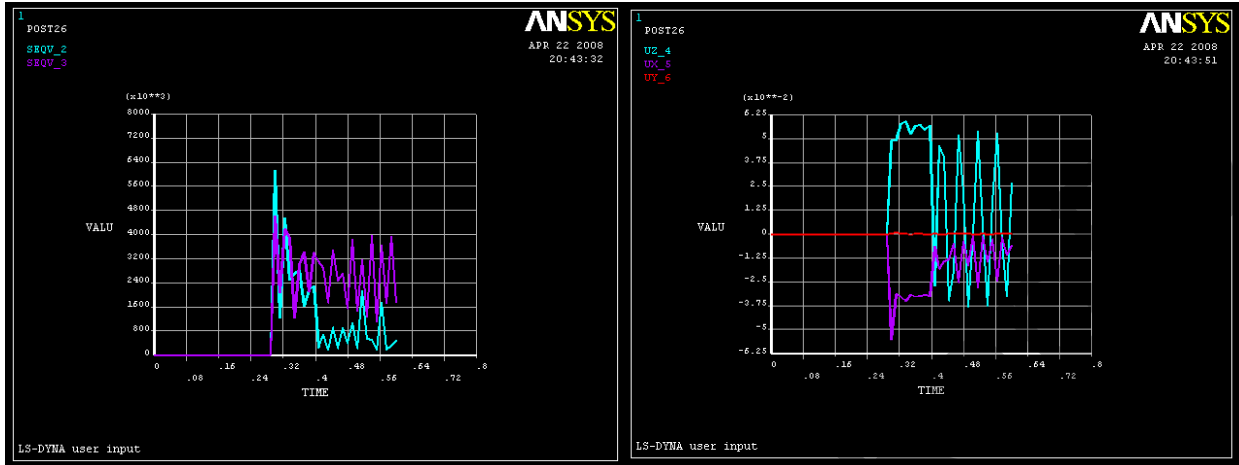 1
ANSYS
POST26
APR 22 2008
20:43:32
SEQV_2
SEQV_3
(x10**3)
8000
7200
6400
5600
4800
4000
3200
2400
1600
800
0
VALU
0 .16 .32 .48 .64 .8
.08 .24 .4 .56 .72
TIME
LS-DYNA user input
1
ANSYS
POST26
APR 22 2008
20:43:51
UZ_4
UX_5
UY_6
(x10**-2)
6.25
5
3.75
2.5
1.25
0
-1.25
-2.5
-3.75
-5
-6.25
VALU
0 .16 .32 .48 .64 .8
.08 .24 .4 .56 .72
TIME
LS-DYNA user input